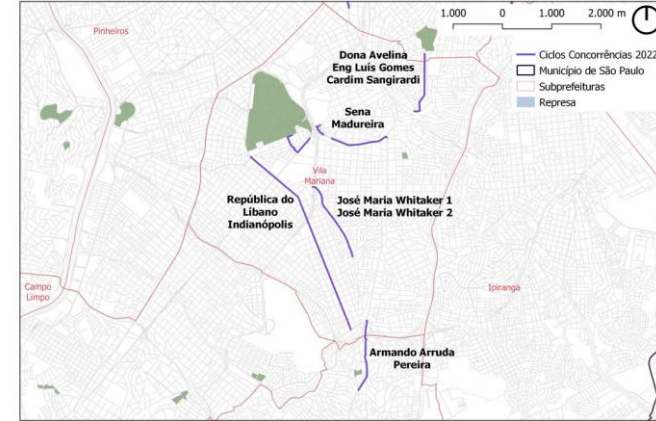 Pinheiros
1.000 0 1.000 2.000 m
Ciclos Concorrências 2022
Município de São Paulo
Subprefeituras
Represa
Dona Avelina
Eng Luís Gomes
Cardim Sangirardi
Sena
Madureira
Vila
Mariana
República do
Líbano
Indianópolis
José Maria Whitaker 1
José Maria Whitaker 2
Campo
Limpo
Ipiranga
Armando Arruda
Pereira